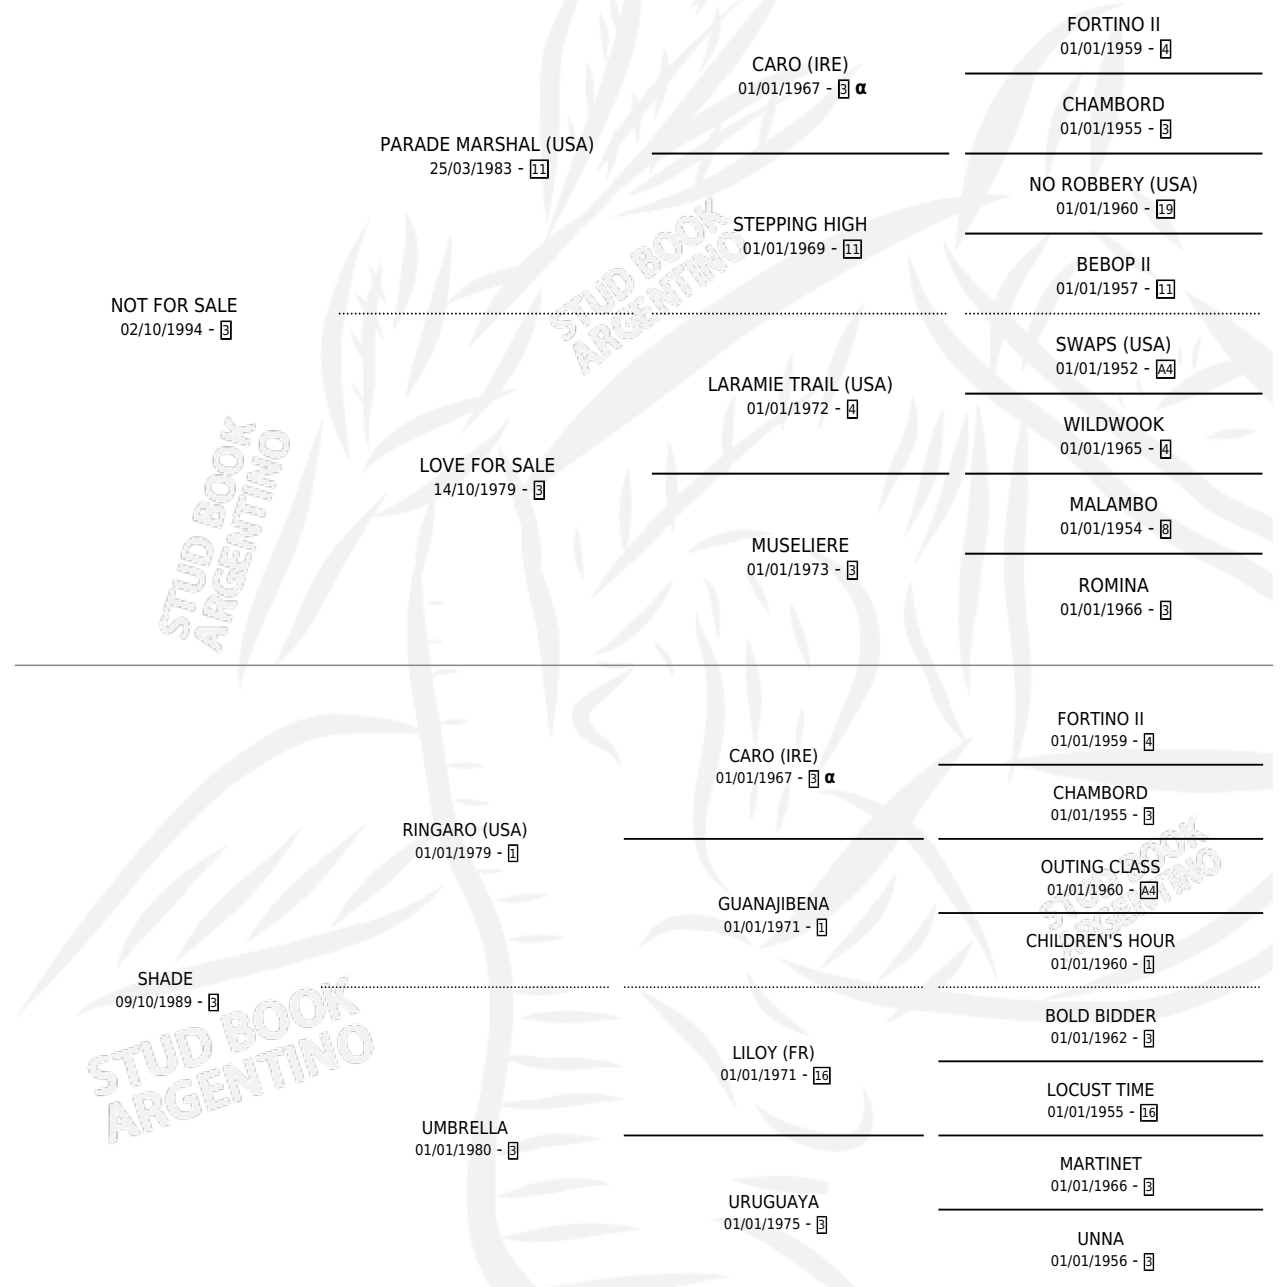 FORTINO II
01/01/1959 - 4
CARO (IRE)
01/01/1967 - 3 α
CHAMBORD
01/01/1955 - 3
PARADE MARSHAL (USA)
25/03/1983 - 11
NO ROBBERY (USA)
01/01/1960 - 19
STEPPING HIGH
01/01/1969 - 11
BEBOP II
01/01/1957 - 11
STUD BOOK
ARGENTINO
NOT FOR SALE
02/10/1994 - 3
SWAPS (USA)
01/01/1952 - A4
LARAMIE TRAIL (USA)
01/01/1972 - 4
WILDWOOK
01/01/1965 - 4
LOVE FOR SALE
14/10/1979 - 3
MALAMBO
01/01/1954 - 8
MUSELIERE
01/01/1973 - 3
ROMINA
01/01/1966 - 3
STUD BOOK
ARGENTINO
FORTINO II
01/01/1959 - 4
CARO (IRE)
01/01/1967 - 3 α
CHAMBORD
01/01/1955 - 3
RINGARO (USA)
01/01/1979 - 1
OUTING CLASS
01/01/1960 - A4
GUANAJIBENA
01/01/1971 - 1
CHILDREN'S HOUR
01/01/1960 - 1
STUD BOOK
ARGENTINO
SHADE
09/10/1989 - 3
BOLD BIDDER
01/01/1962 - 3
LILOY (FR)
01/01/1971 - 16
LOCUST TIME
01/01/1955 - 16
STUD BOOK
ARGENTINO
UMBRELLA
01/01/1980 - 3
MARTINET
01/01/1966 - 3
URUGUAYA
01/01/1975 - 3
UNNA
01/01/1956 - 3